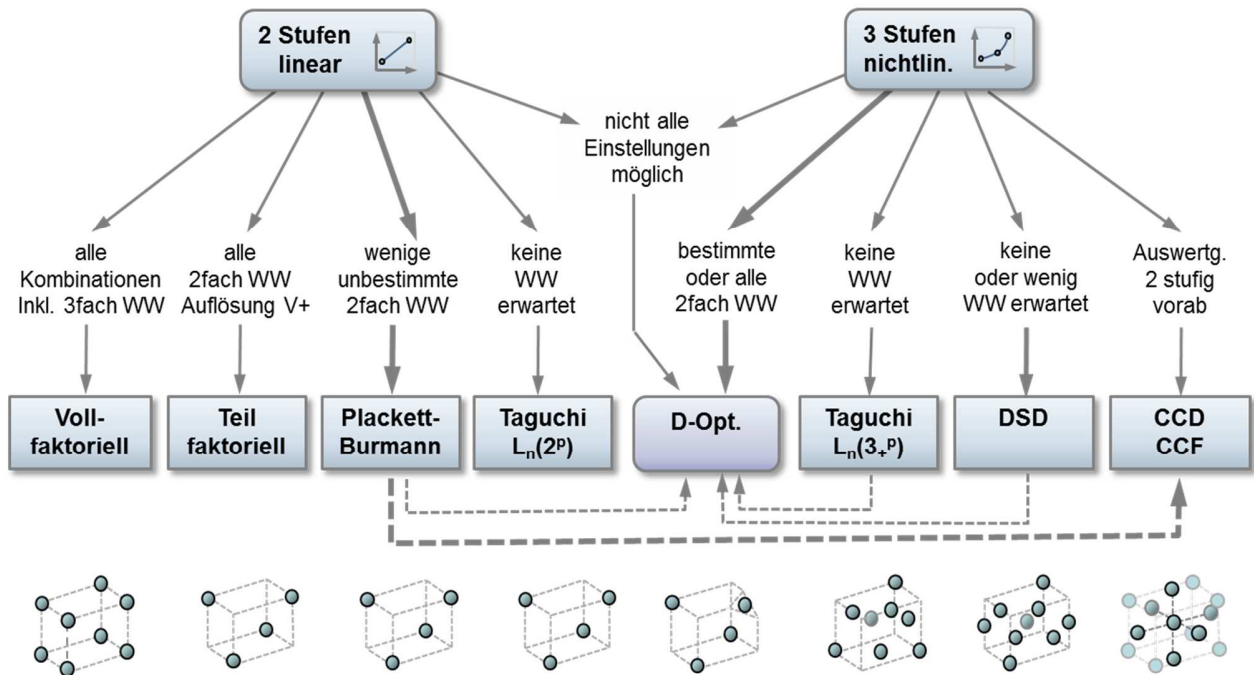 2 Stufen
linear
3 Stufen
nichtlin.
nicht alle
Einstellungen
möglich
alle
Kombinationen
Inkl. 3fach WW
alle
2fach WW
Auflösung V+
wenige
unbestimmte
2fach WW
keine
WW
erwartet
bestimmte
oder alle
2fach WW
keine
WW
erwartet
keine
oder wenig
WW erwartet
Auswertg.
2 stufig
vorab
Voll-
faktoriell
Teil
faktoriell
Plackett-
Burmann
Taguchi
Lₙ(2ᵖ)
D-Opt.
Taguchi
Lₙ(3₊ᵖ)
DSD
CCD
CCF